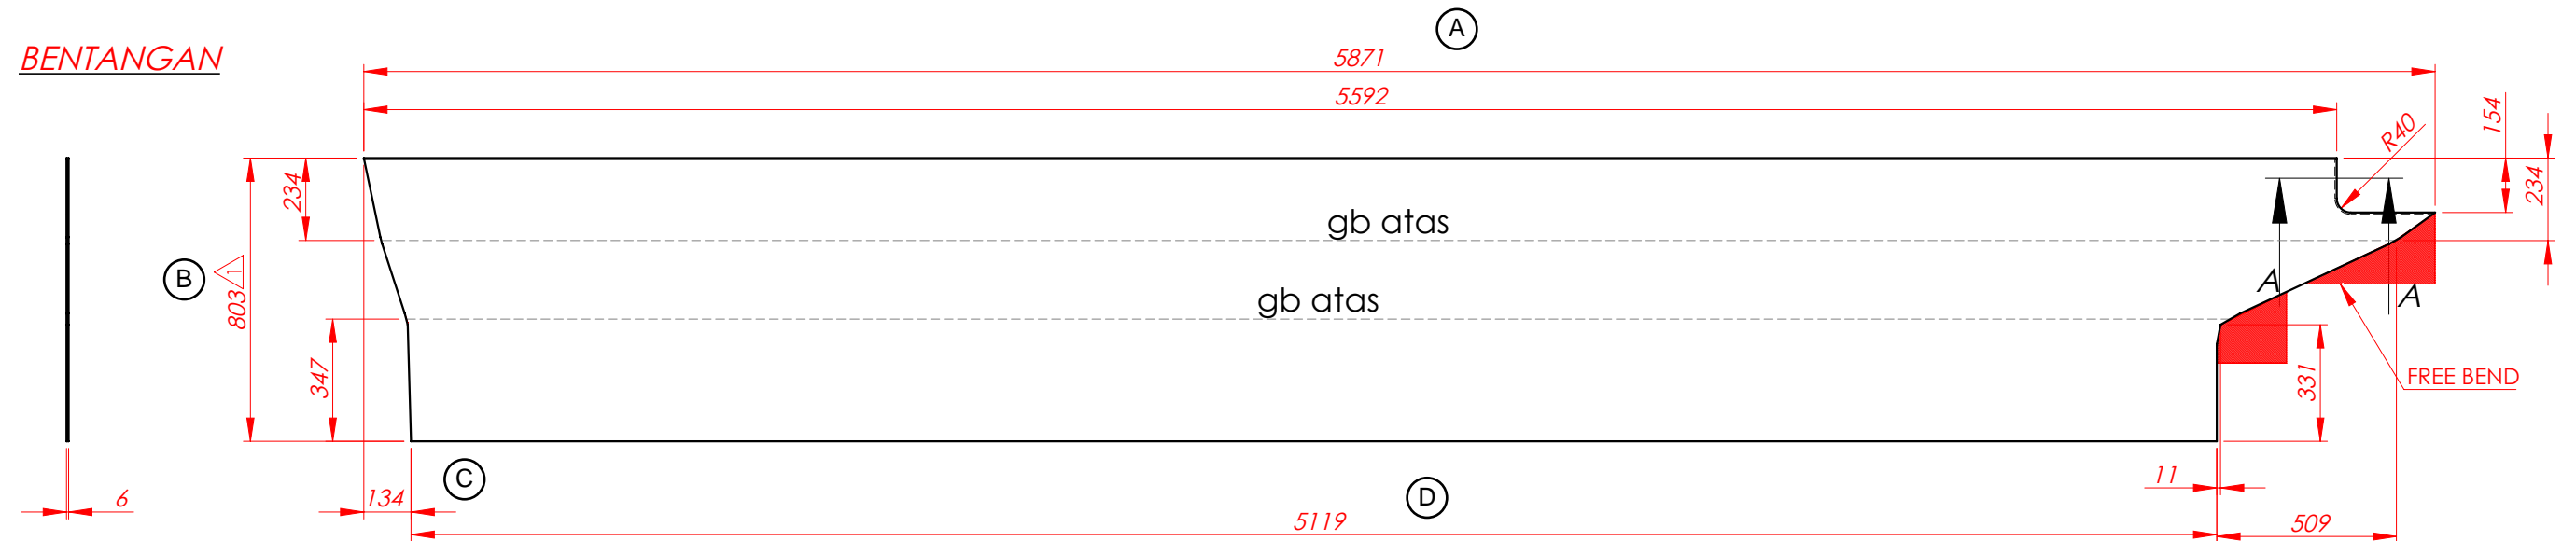 A
BENTANGAN
5871
5592
154
R40
234
234
gb atas
B
803
1
A
A
gb atas
347
331
FREE BEND
C
11
6
134
D
5119
509